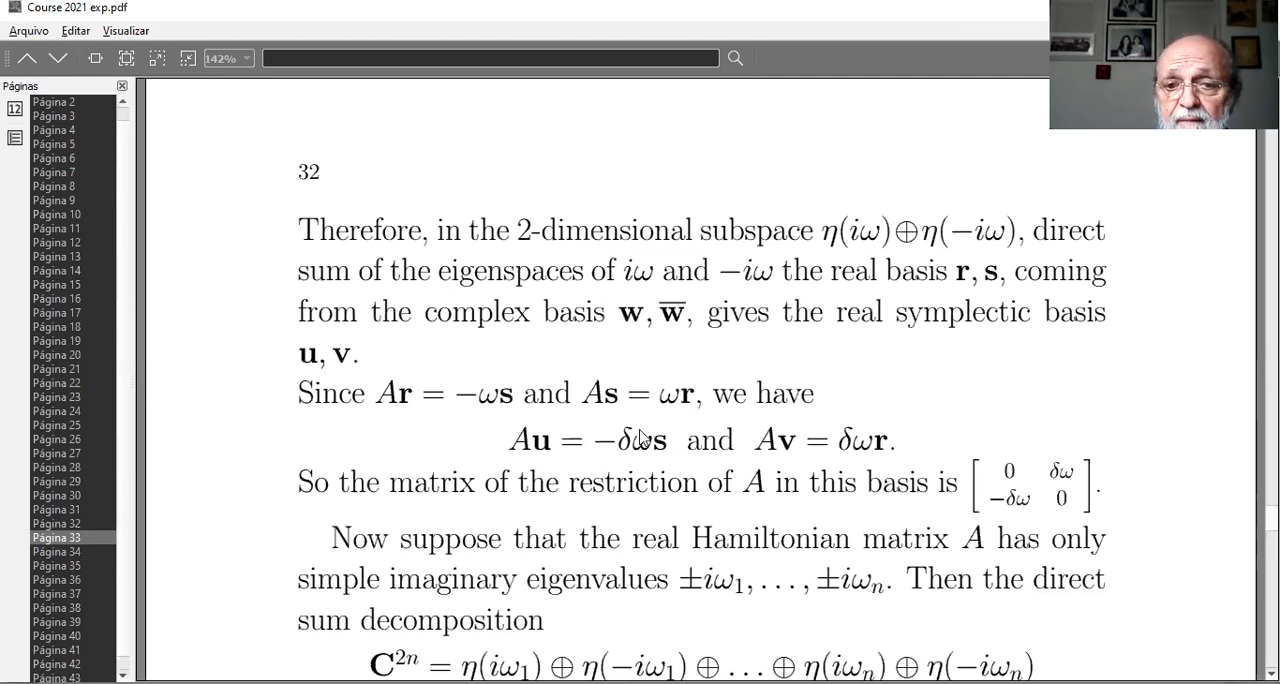 Course 2021 exp.pdf
Arquivo Editar Visualizar
142%
Páginas
Página 2
Página 3
Página 4
Página 5
Página 6
Página 7
Página 8
Página 9
Página 10
Página 11
Página 12
Página 13
Página 14
Página 15
Página 16
Página 17
Página 18
Página 19
Página 20
Página 21
Página 22
Página 23
Página 24
Página 25
Página 26
Página 27
Página 28
Página 29
Página 30
Página 31
Página 32
Página 33
Página 34
Página 35
Página 36
Página 37
Página 38
Página 39
Página 40
Página 41
Página 42
Página 43
32
Therefore, in the 2-dimensional subspace η(iω)⊕η(−iω), direct
sum of the eigenspaces of iω and −iω the real basis r, s, coming
from the complex basis w, w̅, gives the real symplectic basis
u, v.
Since Ar = −ωs and As = ωr, we have
Au = −δωs and Av = δωr.
So the matrix of the restriction of A in this basis is [ 0 δω −δω 0 ].
Now suppose that the real Hamiltonian matrix A has only
simple imaginary eigenvalues ±iω₁, . . . , ±iωₙ. Then the direct
sum decomposition
C²ⁿ = η(iω₁) ⊕ η(−iω₁) ⊕ . . . ⊕ η(iωₙ) ⊕ η(−iωₙ)